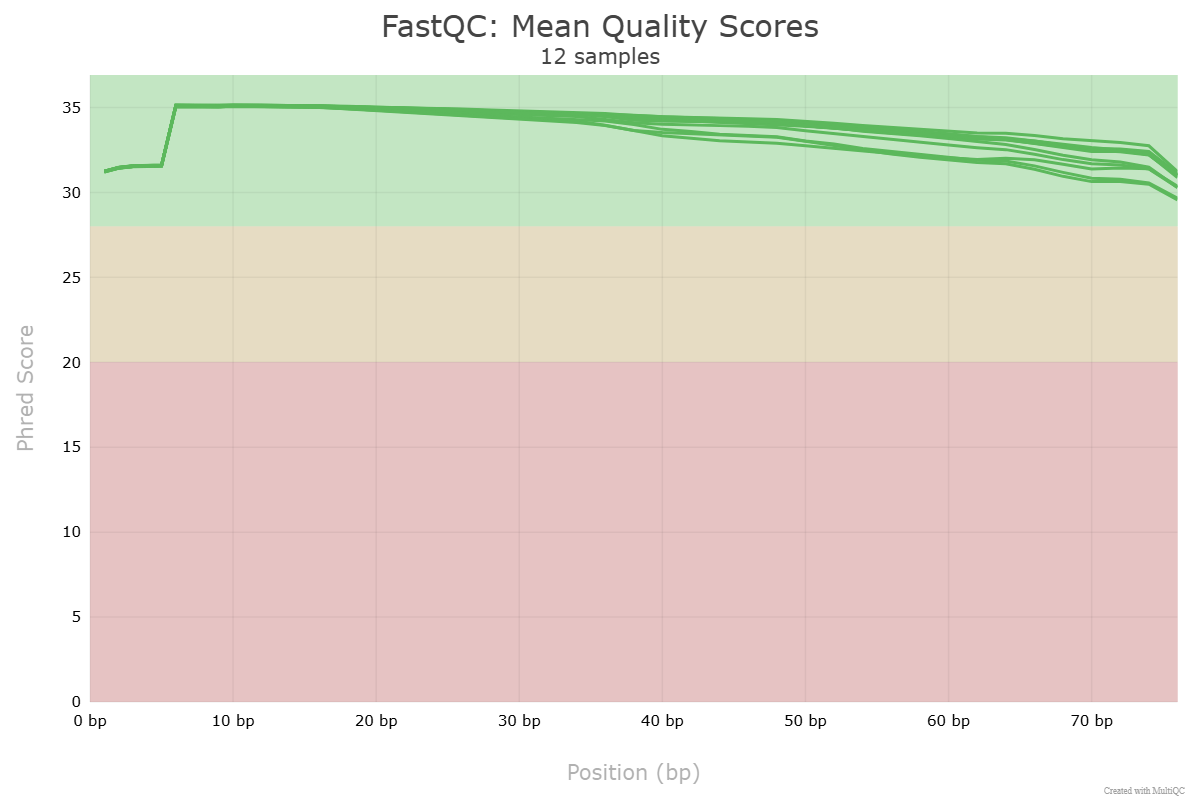 FastQC: Mean Quality Scores
12 samples
35
30
25
20
15
10
5
0
Phred Score
0 bp 10 bp 20 bp 30 bp 40 bp 50 bp 60 bp 70 bp
Position (bp)
Created with MultiQC